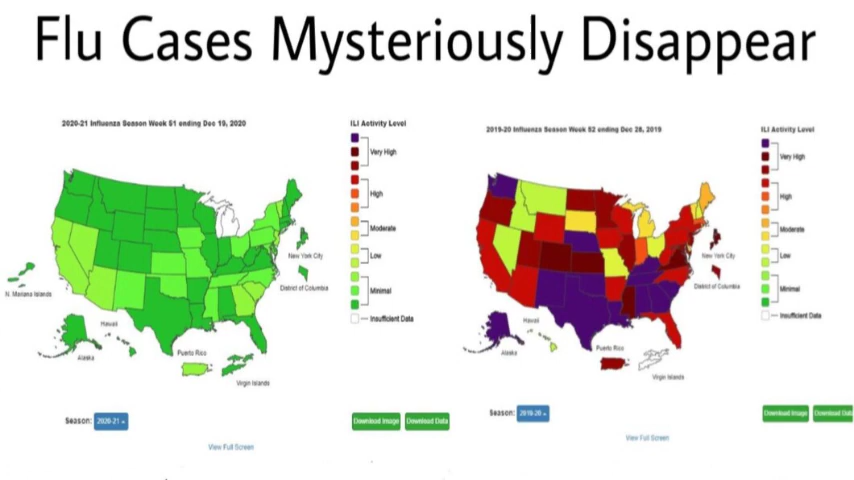 Flu Cases Mysteriously Disappear
2020-21 Influenza Season Week 51 ending Dec 19, 2020
ILI Activity Level
Very High
High
Moderate
Low
Minimal
Insufficient Data
New York City
District of Columbia
N. Mariana Islands
Hawaii
Alaska
Puerto Rico
Virgin Islands
Season: 2020-21
Download Image Download Data
View Full Screen
2019-20 Influenza Season Week 52 ending Dec 28, 2019
ILI Activity Level
Very High
High
Moderate
Low
Minimal
Insufficient Data
New York City
District of Columbia
Hawaii
Alaska
Puerto Rico
Virgin Islands
Season: 2019-20
Download Image Download Data
View Full Screen